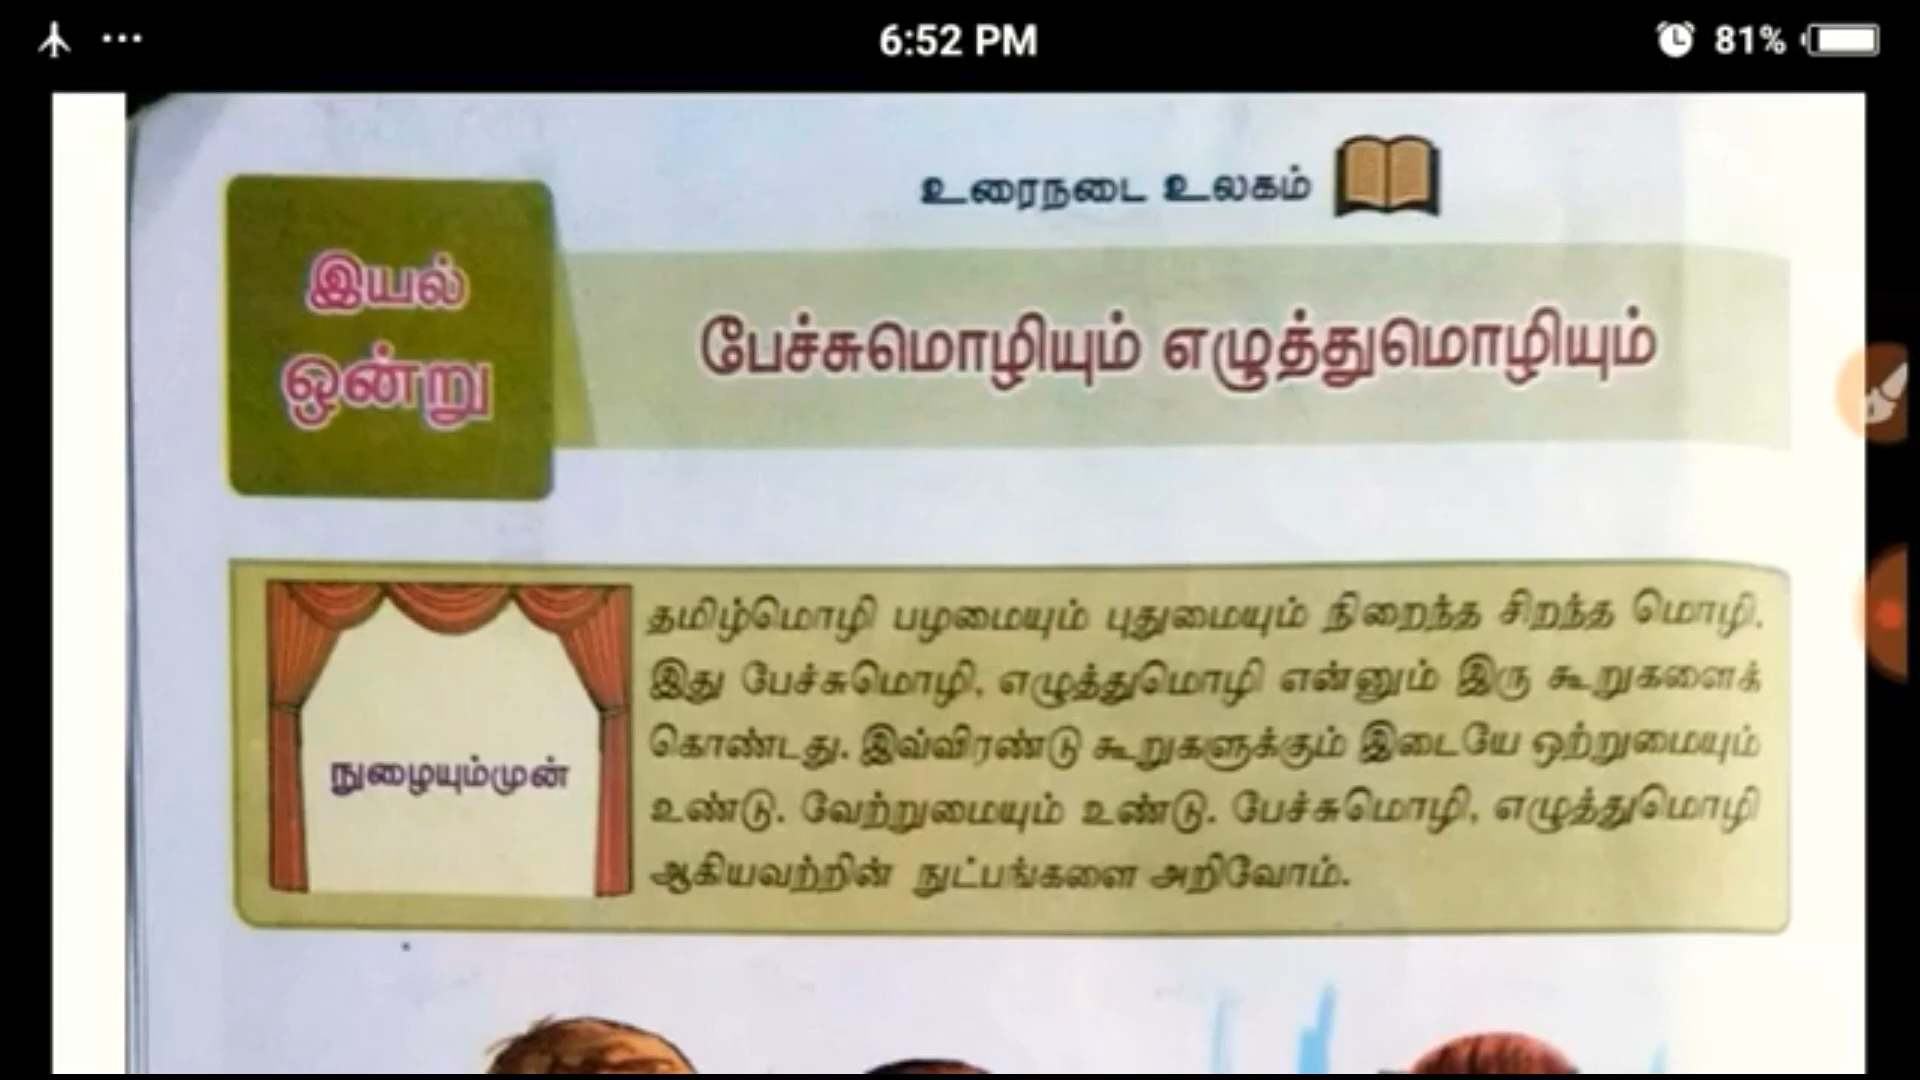 6:52 PM
81%
உரைநடை உலகம்
இயல்
ஒன்று
பேச்சுமொழியும் எழுத்துமொழியும்
நுழையும்முன்
தமிழ்மொழி பழமையும் புதுமையும் நிறைந்த சிறந்த மொழி.
இது பேச்சுமொழி, எழுத்துமொழி என்னும் இரு கூறுகளைக்
கொண்டது. இவ்விரண்டு கூறுகளுக்கும் இடையே ஒற்றுமையும்
உண்டு. வேற்றுமையும் உண்டு. பேச்சுமொழி, எழுத்துமொழி
ஆகியவற்றின் நுட்பங்களை அறிவோம்.